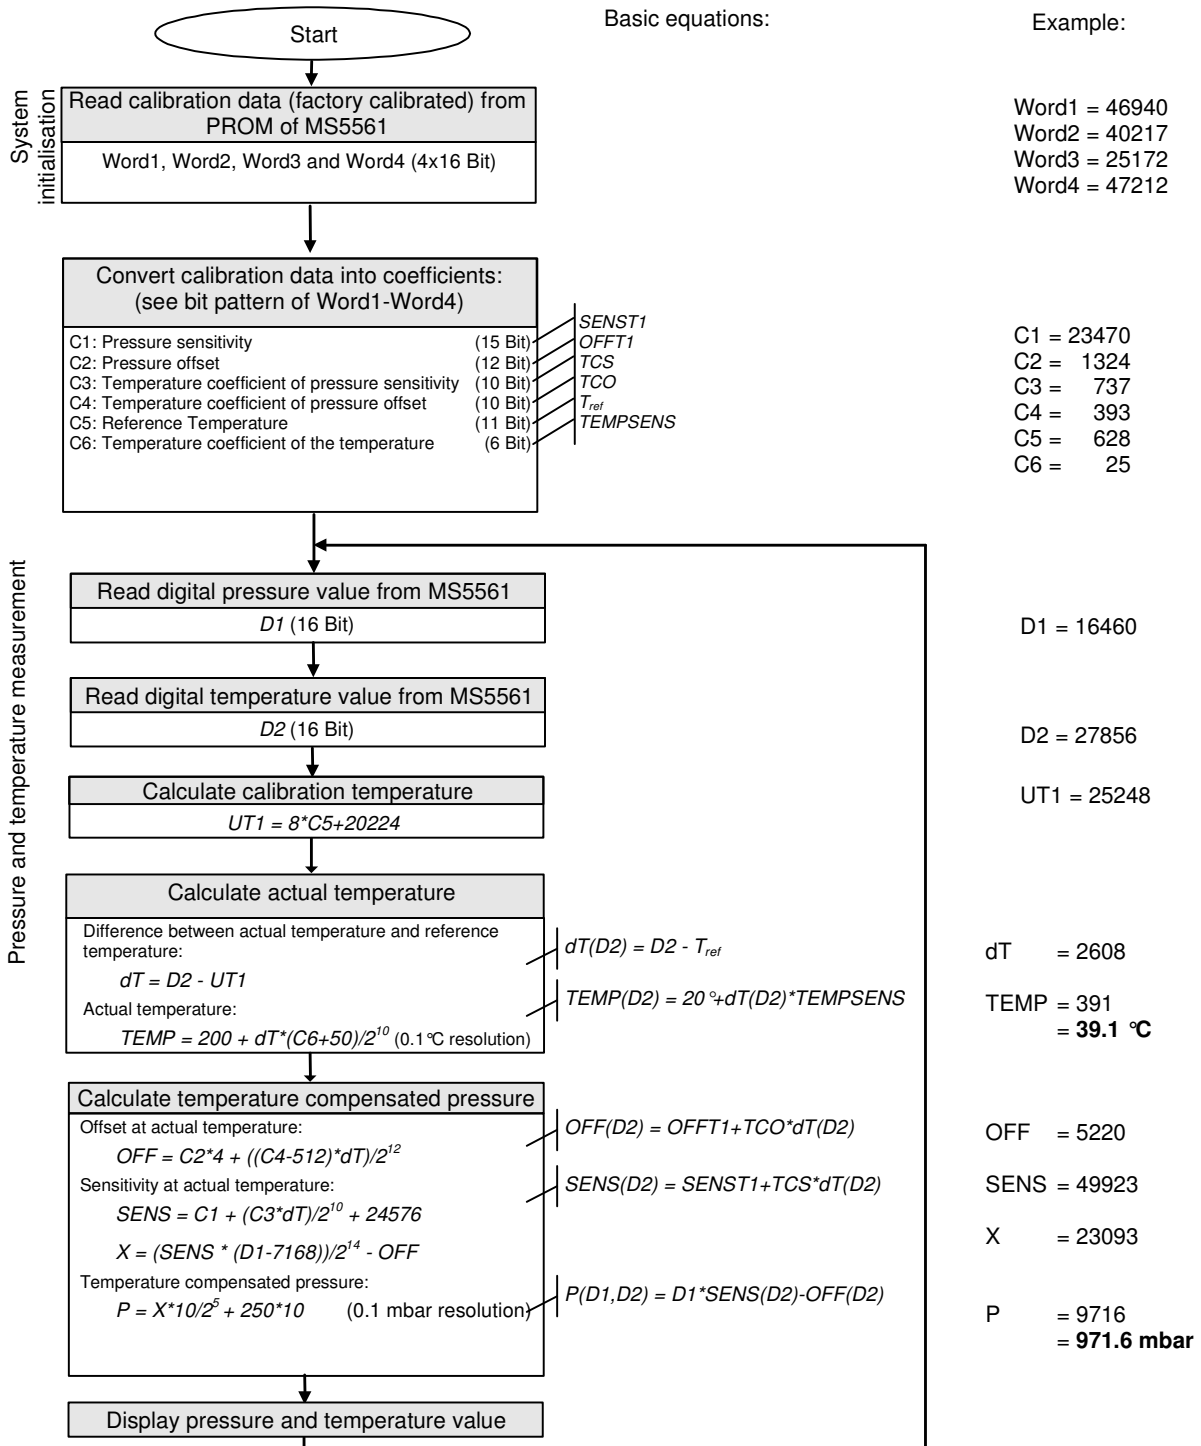 Basic equations:
Example:
Start
System
initialisation
Read calibration data (factory calibrated) from
PROM of MS5561
Word1, Word2, Word3 and Word4 (4x16 Bit)
Word1 = 46940
Word2 = 40217
Word3 = 25172
Word4 = 47212
Convert calibration data into coefficients:
(see bit pattern of Word1-Word4)
C1: Pressure sensitivity (15 Bit) SENST1
C2: Pressure offset (12 Bit) OFFT1
C3: Temperature coefficient of pressure sensitivity (10 Bit) TCS
C4: Temperature coefficient of pressure offset (10 Bit) TCO
C5: Reference Temperature (11 Bit) T_ref
C6: Temperature coefficient of the temperature (6 Bit) TEMPSENS
C1 = 23470
C2 = 1324
C3 = 737
C4 = 393
C5 = 628
C6 = 25
Pressure and temperature measurement
Read digital pressure value from MS5561
D1 (16 Bit)
D1 = 16460
Read digital temperature value from MS5561
D2 (16 Bit)
D2 = 27856
Calculate calibration temperature
UT1 = 8*C5+20224
UT1 = 25248
Calculate actual temperature
Difference between actual temperature and reference
temperature:
dT = D2 - UT1
dT(D2) = D2 - T_ref
dT = 2608
Actual temperature:
TEMP = 200 + dT*(C6+50)/2^10 (0.1°C resolution)
TEMP(D2) = 20°+dT(D2)*TEMPSENS
TEMP = 391
= 39.1 °C
Calculate temperature compensated pressure
Offset at actual temperature:
OFF = C2*4 + ((C4-512)*dT)/2^12
OFF(D2) = OFFT1+TCO*dT(D2)
OFF = 5220
Sensitivity at actual temperature:
SENS = C1 + (C3*dT)/2^10 + 24576
SENS(D2) = SENST1+TCS*dT(D2)
SENS = 49923
X = (SENS * (D1-7168))/2^14 - OFF
X = 23093
Temperature compensated pressure:
P = X*10/2^5 + 250*10 (0.1 mbar resolution)
P(D1,D2) = D1*SENS(D2)-OFF(D2)
P = 9716
= 971.6 mbar
Display pressure and temperature value